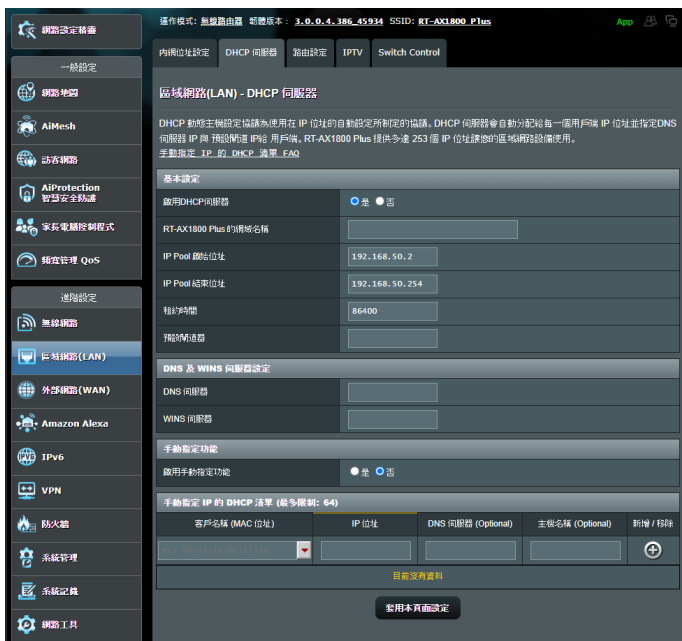 網路設定精靈
運作模式: 無線路由器 韌體版本: 3.0.0.4.386_45934 SSID: RT-AX1800 Plus
App
一般設定
網路地圖
AiMesh
訪客網路
AiProtection
智慧安全防護
家長電腦控制程式
頻寬管理 QoS
進階設定
無線網路
區域網路(LAN)
外部網路(WAN)
Amazon Alexa
IPv6
VPN
防火牆
系統管理
系統記錄
網路工具
內網位址設定 DHCP 伺服器 路由設定 IPTV Switch Control
區域網路(LAN) - DHCP 伺服器
DHCP 動態主機設定協議為使用在 IP 位址的自動設定所制定的協議。DHCP 伺服器會自動分配給每一個用戶端 IP 位址並指定DNS
伺服器 IP 與 預設閘道 IP給 用戶端。RT-AX1800 Plus 提供多達 253 個 IP 位址讓您的區域網
路設備使用。
手動指定 IP 的 DHCP 清單 FAQ
基本設定
啟用DHCP伺服器 是 否
RT-AX1800 Plus 的網域名稱
IP Pool 啟始位址 192.168.50.2
IP Pool 結束位址 192.168.50.254
租約時間 86400
預設閘道器
DNS 及 WINS 伺服器設定
DNS 伺服器
WINS 伺服器
手動指定功能
啟用手動指定功能 是 否
手動指定 IP 的 DHCP 清單 (最多限制: 64)
客戶名稱 (MAC 位址) IP 位址 DNS 伺服器 (Optional) 主機名稱 (Optional) 新增 / 移除
目前沒有資料
套用本頁面設定